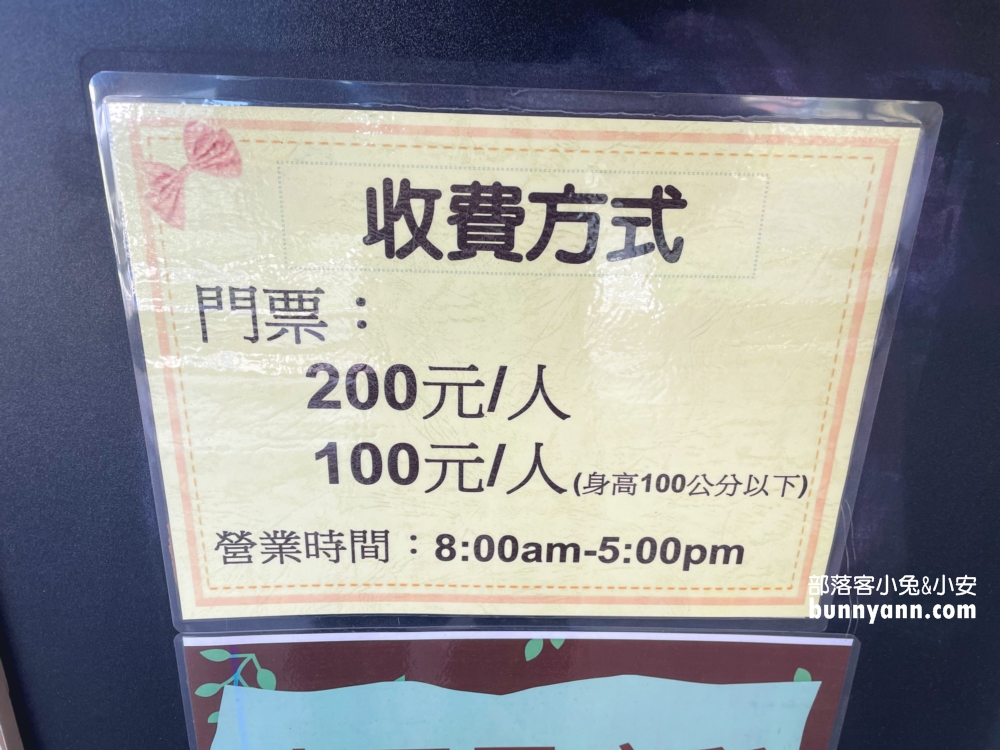 收費方式
門票：
200元/人
100元/人(身高100公分以下)
營業時間：8:00am-5:00pm
部落客小兔&小安
bunnyann.com